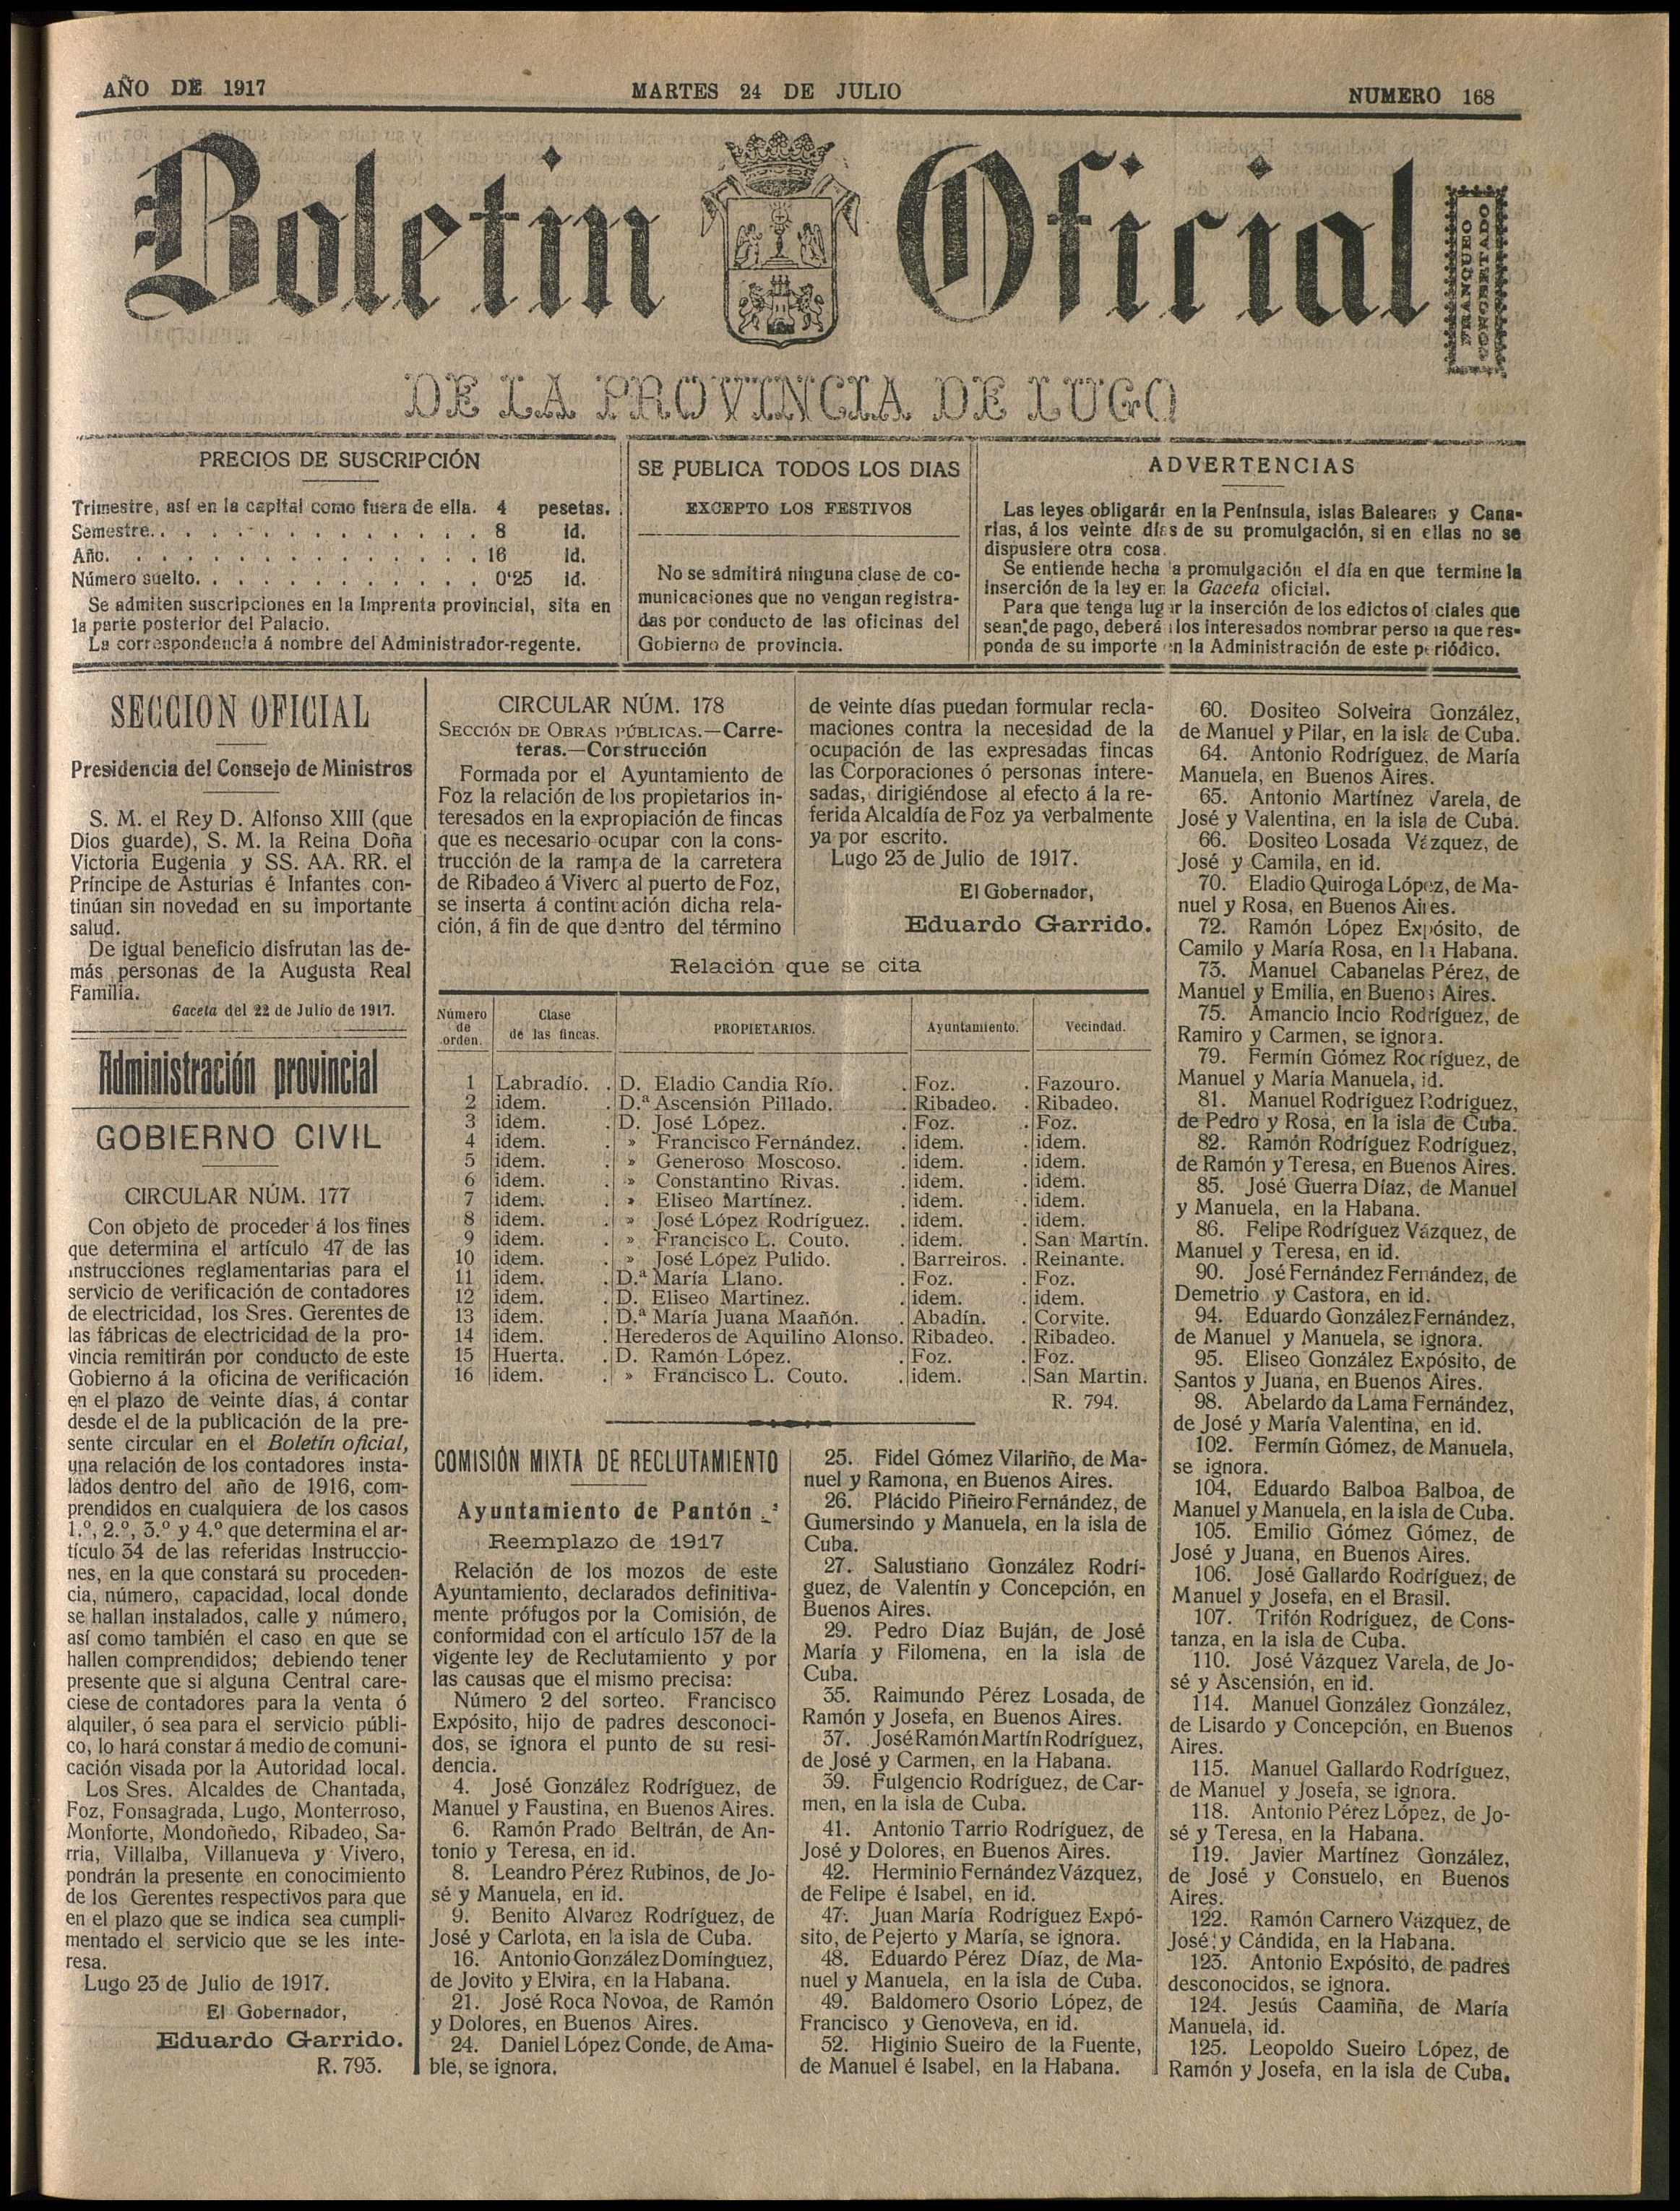 AÑO DE 1917
MARTES 24 DE JULIO
NUMERO 168
Boletin Oficial
FRANQUEO
CONCERTADO
DE LA PROVINCIA DE LUGO
PRECIOS DE SUSCRIPCIÓN
Trimestre, así en la capital como fuera de ella. 4 pesetas.
Semestre. . . . . . . . . . . . . . . 8 id.
Año. . . . . . . . . . . . . . . . . 16 id.
Número suelto. . . . . . . . . . . . . 0'25 id.
Se admiten suscripciones en la Imprenta provincial, sita en
la parte posterior del Palacio.
La correspondencia á nombre del Administrador-regente.
SE PUBLICA TODOS LOS DIAS
EXCEPTO LOS FESTIVOS
No se admitirá ninguna clase de co-
municaciones que no vengan registra-
das por conducto de las oficinas del
Gobierno de provincia.
ADVERTENCIAS
Las leyes obligarán en la Península, islas Baleares y Cana-
rias, á los veinte días de su promulgación, si en ellas no se
dispusiere otra cosa.
Se entiende hecha la promulgación el día en que termine la
inserción de la ley en la Gaceta oficial.
Para que tenga lugar la inserción de los edictos oficiales que
sean de pago, deberá los interesados nombrar persona que res-
ponda de su importe en la Administración de este periódico.
SECCION OFICIAL
Presidencia del Consejo de Ministros
S. M. el Rey D. Alfonso XIII (que
Dios guarde), S. M. la Reina Doña
Victoria Eugenia y SS. AA. RR. el
Príncipe de Asturias é Infantes con-
tinúan sin novedad en su importante
salud.
De igual beneficio disfrutan las de-
más personas de la Augusta Real
Familia.
Gaceta del 22 de Julio de 1917.
Administración provincial
GOBIERNO CIVIL
CIRCULAR NÚM. 177
Con objeto de proceder á los fines
que determina el artículo 47 de las
instrucciones reglamentarias para el
servicio de verificación de contadores
de electricidad, los Sres. Gerentes de
las fábricas de electricidad de la pro-
vincia remitirán por conducto de este
Gobierno á la oficina de verificación
en el plazo de veinte días, á contar
desde el de la publicación de la pre-
sente circular en el Boletín oficial,
una relación de los contadores insta-
lados dentro del año de 1916, com-
prendidos en cualquiera de los casos
1.º, 2.º, 3.º y 4.º que determina el ar-
tículo 34 de las referidas Instruccio-
nes, en la que constará su proceden-
cia, número, capacidad, local donde
se hallan instalados, calle y número,
así como también el caso en que se
hallen comprendidos; debiendo tener
presente que si alguna Central care-
ciese de contadores para la venta ó
alquiler, ó sea para el servicio públi-
co, lo hará constar á medio de comuni-
cación visada por la Autoridad local.
Los Sres. Alcaldes de Chantada,
Foz, Fonsagrada, Lugo, Monterroso,
Monforte, Mondoñedo, Ribadeo, Sa-
rria, Villalba, Villanueva y Vivero,
pondrán la presente en conocimiento
de los Gerentes respectivos para que
en el plazo que se indica sea cumpli-
mentado el servicio que se les inte-
resa.
Lugo 23 de Julio de 1917.
El Gobernador,
Eduardo Garrido.
R. 793.
CIRCULAR NÚM. 178
SECCIÓN DE OBRAS PÚBLICAS.—Carre-
teras.—Construcción
Formada por el Ayuntamiento de
Foz la relación de los propietarios in-
teresados en la expropiación de fincas
que es necesario ocupar con la cons-
trucción de la rampa de la carretera
de Ribadeo á Vivero al puerto de Foz,
se inserta á continuación dicha rela-
ción, á fin de que dentro del término
de veinte días puedan formular recla-
maciones contra la necesidad de la
ocupación de las expresadas fincas
las Corporaciones ó personas intere-
sadas, dirigiéndose al efecto á la re-
ferida Alcaldía de Foz ya verbalmente
ya por escrito.
Lugo 23 de Julio de 1917.
El Gobernador,
Eduardo Garrido.
Relación que se cita
Número de orden. Clase de las fincas. PROPIETARIOS. Ayuntamiento. Vecindad.
1 Labradío. . D. Eladio Candia Río. . Foz. . Fazouro.
2 idem. . D.ª Ascensión Pillado. . Ribadeo. . Ribadeo.
3 idem. . D. José López. . Foz. . Foz.
4 idem. . » Francisco Fernández. . idem. . idem.
5 idem. . » Generoso Moscoso. . idem. . idem.
6 idem. . » Constantino Rivas. . idem. . idem.
7 idem. . » Eliseo Martínez. . idem. . idem.
8 idem. . » José López Rodríguez. . idem. . idem.
9 idem. . » Francisco L. Couto. . idem. . San Martín.
10 idem. . » José López Pulido. . Barreiros. . Reinante.
11 idem. . D.ª María Llano. . Foz. . Foz.
12 idem. . D. Eliseo Martinez. . idem. . idem.
13 idem. . D.ª María Juana Maañón. . Abadín. . Corvite.
14 idem. . Herederos de Aquilino Alonso. Ribadeo. . Ribadeo.
15 Huerta. . D. Ramón López. . Foz. . Foz.
16 idem. . » Francisco L. Couto. . idem. . San Martin.
R. 794.
COMISIÓN MIXTA DE RECLUTAMIENTO
Ayuntamiento de Pantón
Reemplazo de 1917
Relación de los mozos de este
Ayuntamiento, declarados definitiva-
mente prófugos por la Comisión, de
conformidad con el artículo 157 de la
vigente ley de Reclutamiento y por
las causas que el mismo precisa:
Número 2 del sorteo. Francisco
Expósito, hijo de padres desconoci-
dos, se ignora el punto de su resi-
dencia.
4. José González Rodríguez, de
Manuel y Faustina, en Buenos Aires.
6. Ramón Prado Beltrán, de An-
tonio y Teresa, en id.
8. Leandro Pérez Rubinos, de Jo-
sé y Manuela, en id.
9. Benito Alvarez Rodríguez, de
José y Carlota, en la isla de Cuba.
16. Antonio González Domínguez,
de Jovito y Elvira, en la Habana.
21. José Roca Novoa, de Ramón
y Dolores, en Buenos Aires.
24. Daniel López Conde, de Ama-
ble, se ignora.
25. Fidel Gómez Vilariño, de Ma-
nuel y Ramona, en Buenos Aires.
26. Plácido Piñeiro Fernández, de
Gumersindo y Manuela, en la isla de
Cuba.
27. Salustiano González Rodrí-
guez, de Valentín y Concepción, en
Buenos Aires.
29. Pedro Díaz Buján, de José
María y Filomena, en la isla de
Cuba.
35. Raimundo Pérez Losada, de
Ramón y Josefa, en Buenos Aires.
37. José Ramón Martín Rodríguez,
de José y Carmen, en la Habana.
39. Fulgencio Rodríguez, de Car-
men, en la isla de Cuba.
41. Antonio Tarrio Rodríguez, de
José y Dolores, en Buenos Aires.
42. Herminio Fernández Vázquez,
de Felipe é Isabel, en id.
47. Juan María Rodríguez Expó-
sito, de Pejerto y María, se ignora.
48. Eduardo Pérez Díaz, de Ma-
nuel y Manuela, en la isla de Cuba.
49. Baldomero Osorio López, de
Francisco y Genoveva, en id.
52. Higinio Sueiro de la Fuente,
de Manuel é Isabel, en la Habana.
60. Dositeo Solveira González,
de Manuel y Pilar, en la isla de Cuba.
64. Antonio Rodríguez, de María
Manuela, en Buenos Aires.
65. Antonio Martínez Varela, de
José y Valentina, en la isla de Cuba.
66. Dositeo Losada Vázquez, de
José y Camila, en id.
70. Eladio Quiroga López, de Ma-
nuel y Rosa, en Buenos Aires.
72. Ramón López Expósito, de
Camilo y María Rosa, en la Habana.
73. Manuel Cabanelas Pérez, de
Manuel y Emilia, en Buenos Aires.
75. Amancio Incio Rodríguez, de
Ramiro y Carmen, se ignora.
79. Fermín Gómez Rodríguez, de
Manuel y María Manuela, id.
81. Manuel Rodríguez Rodríguez,
de Pedro y Rosa, en la isla de Cuba.
82. Ramón Rodríguez Rodríguez,
de Ramón y Teresa, en Buenos Aires.
85. José Guerra Díaz, de Manuel
y Manuela, en la Habana.
86. Felipe Rodríguez Vázquez, de
Manuel y Teresa, en id.
90. José Fernández Fernández, de
Demetrio y Castora, en id.
94. Eduardo González Fernández,
de Manuel y Manuela, se ignora.
95. Eliseo González Expósito, de
Santos y Juana, en Buenos Aires.
98. Abelardo da Lama Fernández,
de José y María Valentina, en id.
102. Fermín Gómez, de Manuela,
se ignora.
104. Eduardo Balboa Balboa, de
Manuel y Manuela, en la isla de Cuba.
105. Emilio Gómez Gómez, de
José y Juana, en Buenos Aires.
106. José Gallardo Rodríguez, de
Manuel y Josefa, en el Brasil.
107. Trifón Rodríguez, de Cons-
tanza, en la isla de Cuba.
110. José Vázquez Varela, de Jo-
sé y Ascensión, en id.
114. Manuel González González,
de Lisardo y Concepción, en Buenos
Aires.
115. Manuel Gallardo Rodríguez,
de Manuel y Josefa, se ignora.
118. Antonio Pérez López, de Jo-
sé y Teresa, en la Habana.
119. Javier Martínez González,
de José y Consuelo, en Buenos
Aires.
122. Ramón Carnero Vázquez, de
José y Cándida, en la Habana.
123. Antonio Expósito, de padres
desconocidos, se ignora.
124. Jesús Caamiña, de María
Manuela, id.
125. Leopoldo Sueiro López, de
Ramón y Josefa, en la isla de Cuba.